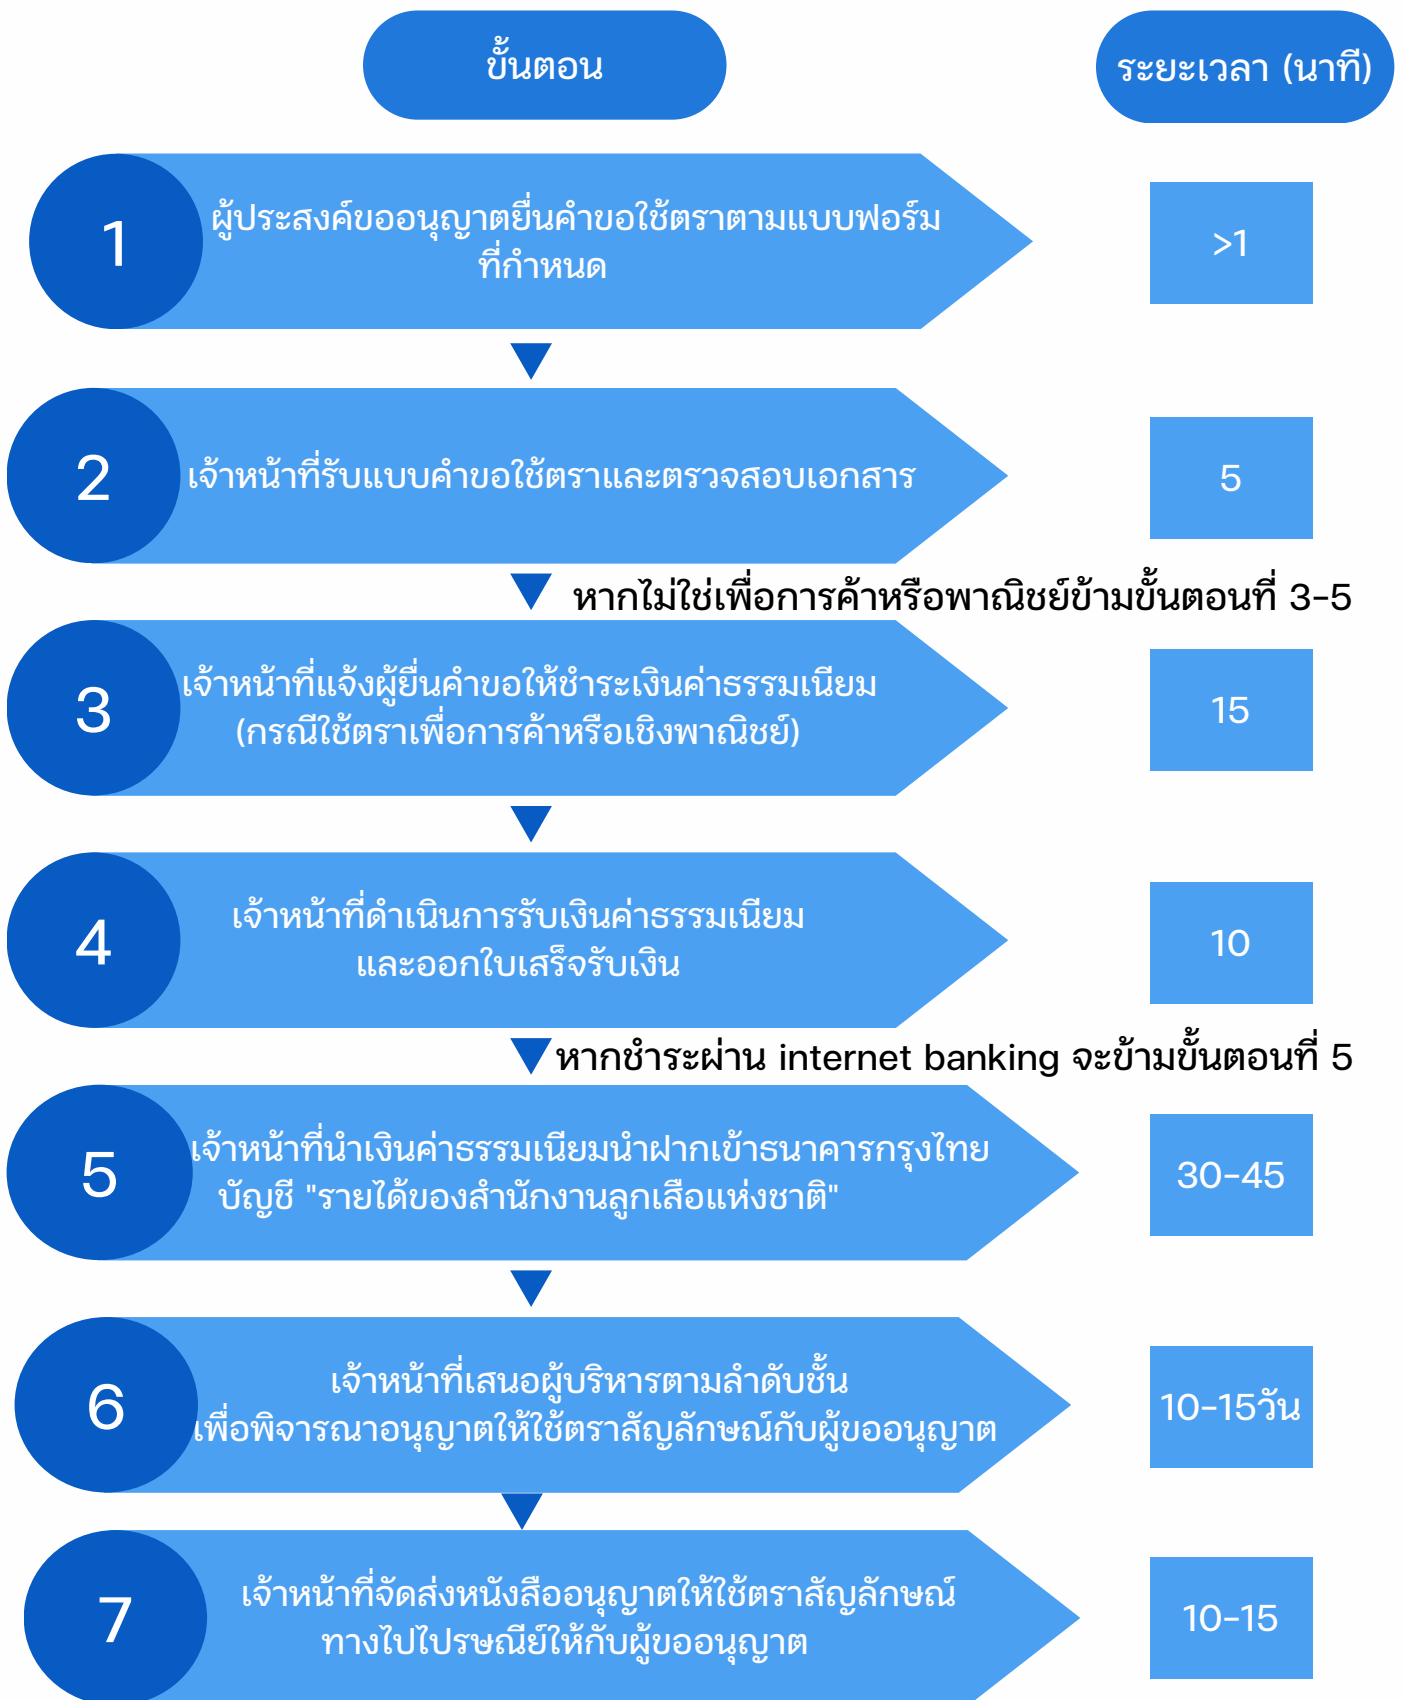 ขั้นตอน
ระยะเวลา (นาที)
1
ผู้ประสงค์ขออนุญาตยื่นคำขอใช้ตราตามแบบฟอร์ม
ที่กำหนด
>1
2
เจ้าหน้าที่รับแบบคำขอใช้ตราและตรวจสอบเอกสาร
5
หากไม่ใช่เพื่อการค้าหรือพาณิชย์ข้ามขั้นตอนที่ 3-5
3
เจ้าหน้าที่แจ้งผู้ยื่นคำขอให้ชำระเงินค่าธรรมเนียม
(กรณีใช้ตราเพื่อการค้าหรือเชิงพาณิชย์)
15
4
เจ้าหน้าที่ดำเนินการรับเงินค่าธรรมเนียม
และออกใบเสร็จรับเงิน
10
หากชำระผ่าน internet banking จะข้ามขั้นตอนที่ 5
5
เจ้าหน้าที่นำเงินค่าธรรมเนียมนำฝากเข้าธนาคารกรุงไทย
บัญชี "รายได้ของสำนักงานลูกเสือแห่งชาติ"
30-45
6
เจ้าหน้าที่เสนอผู้บริหารตามลำดับชั้น
เพื่อพิจารณาอนุญาตให้ใช้ตราสัญลักษณ์กับผู้ขออนุญาต
10-15วัน
7
เจ้าหน้าที่จัดส่งหนังสืออนุญาตให้ใช้ตราสัญลักษณ์
ทางไปไปรษณีย์ให้กับผู้ขออนุญาต
10-15